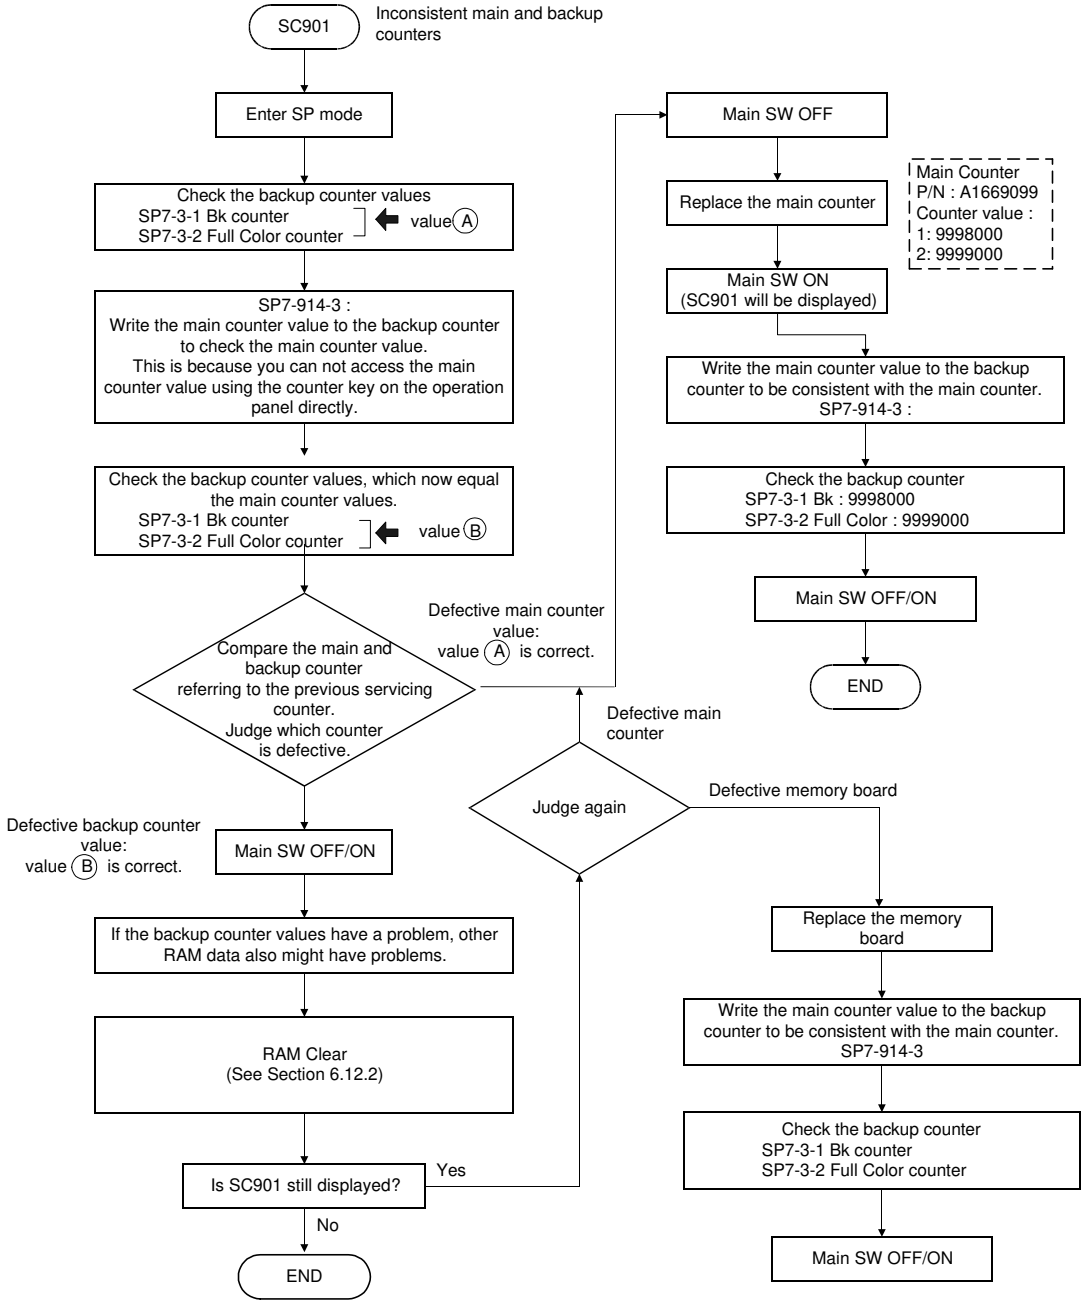 SC901
Inconsistent main and backup
counters
Enter SP mode
Check the backup counter values
SP7-3-1 Bk counter
SP7-3-2 Full Color counter
value A
SP7-914-3 :
Write the main counter value to the backup counter
to check the main counter value.
This is because you can not access the main
counter value using the counter key on the operation
panel directly.
Check the backup counter values, which now equal
the main counter values.
SP7-3-1 Bk counter
SP7-3-2 Full Color counter
value B
Compare the main and
backup counter
referring to the previous servicing
counter.
Judge which counter
is defective.
Defective main counter
value:
value A is correct.
Defective backup counter
value:
value B is correct.
Main SW OFF/ON
If the backup counter values have a problem, other
RAM data also might have problems.
RAM Clear
(See Section 6.12.2)
Is SC901 still displayed?
Yes
No
END
Judge again
Defective main
counter
Defective memory board
Main SW OFF
Replace the main counter
Main Counter
P/N : A1669099
Counter value :
1: 9998000
2: 9999000
Main SW ON
(SC901 will be displayed)
Write the main counter value to the backup
counter to be consistent with the main counter.
SP7-914-3 :
Check the backup counter
SP7-3-1 Bk : 9998000
SP7-3-2 Full Color : 9999000
Main SW OFF/ON
END
Replace the memory
board
Write the main counter value to the backup
counter to be consistent with the main counter.
SP7-914-3
Check the backup counter
SP7-3-1 Bk counter
SP7-3-2 Full Color counter
Main SW OFF/ON